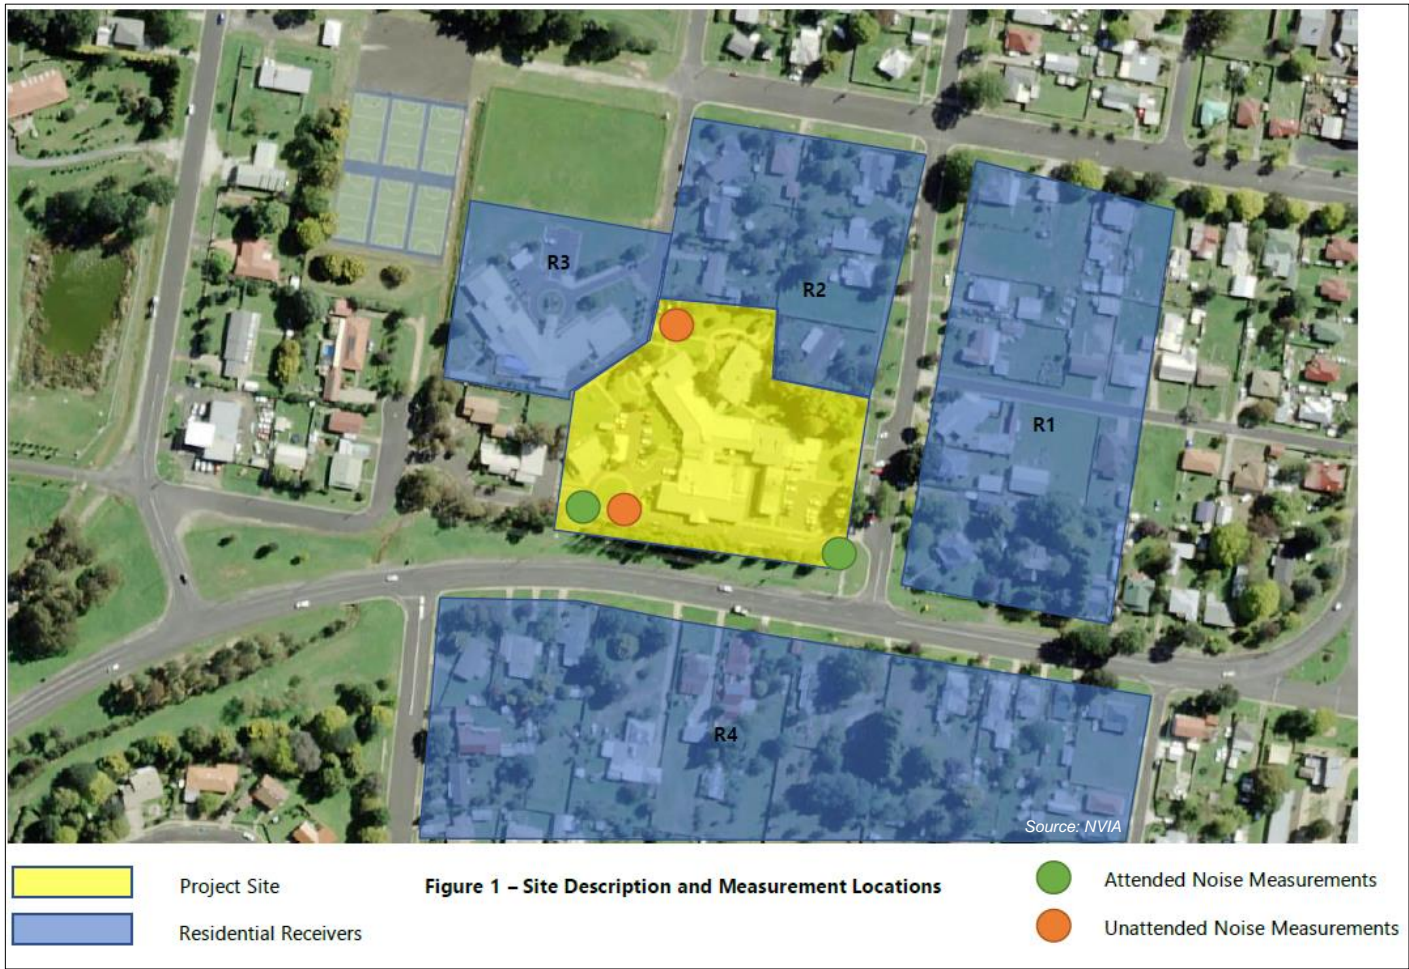 R3
R2
R1
R4
Source: NVIA
Project Site
Figure 1 – Site Description and Measurement Locations
Attended Noise Measurements
Residential Receivers
Unattended Noise Measurements